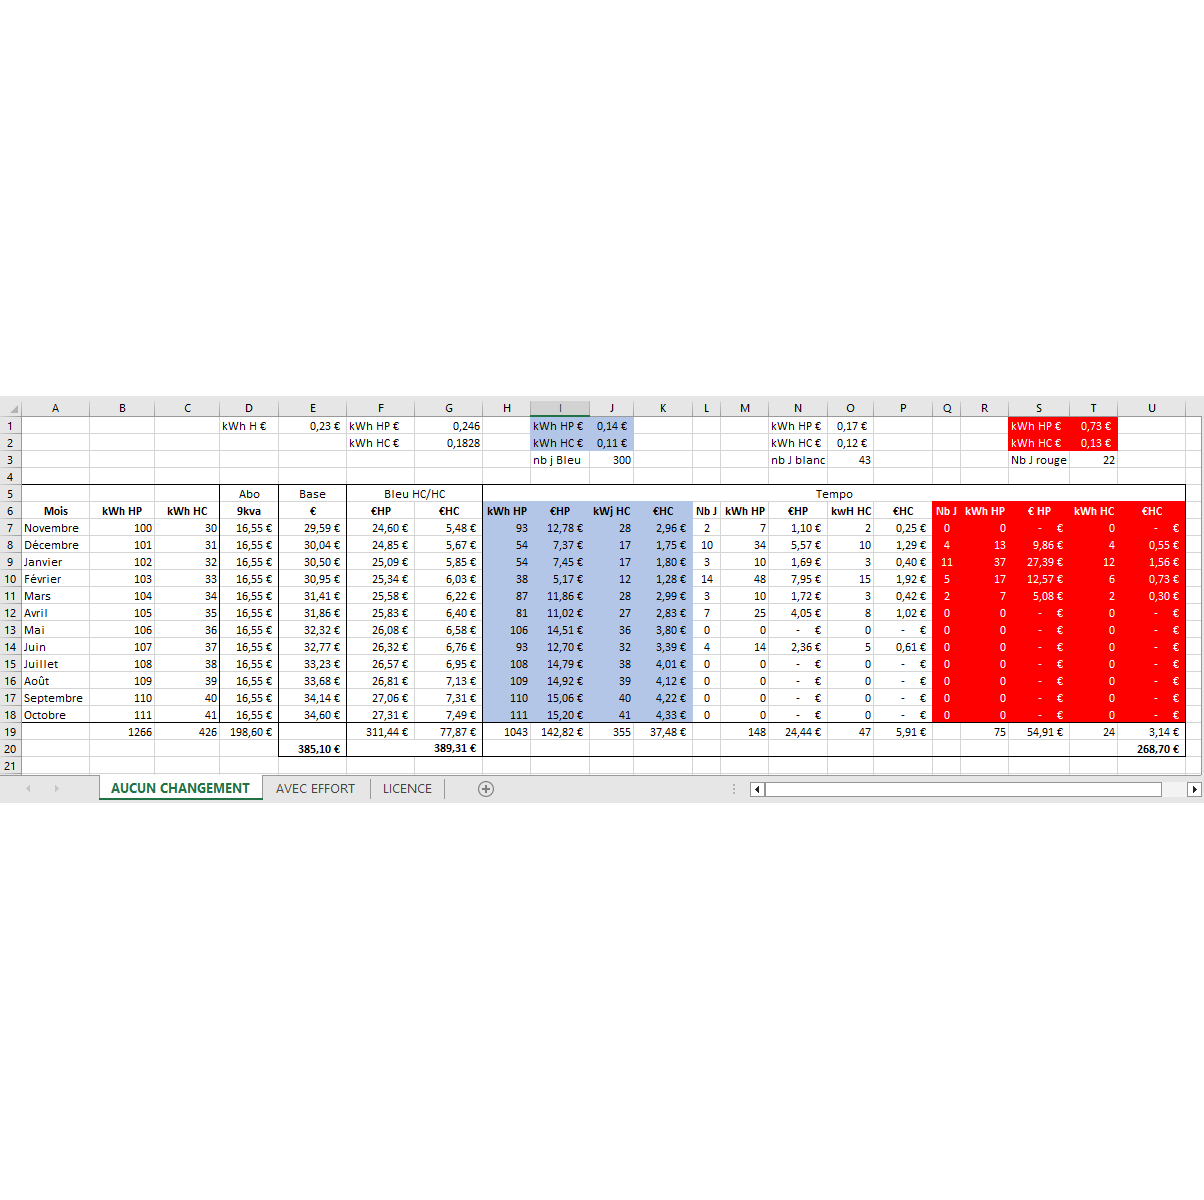 A B C D E F G H I J K L M N O P Q R S T U
1 kWh H € 0,23 € kWh HP € 0,246 kWh HP € 0,14 € kWh HP € 0,17 € kWh HP € 0,73 €
2 kWh HC € 0,1828 kWh HC € 0,11 € kWh HC € 0,12 € kWh HC € 0,13 €
3 nb j Bleu 300 nb J blanc 43 Nb J rouge 22
4
5 Abo Base Bleu HC/HC Tempo
6 Mois kWh HP kWh HC 9kva € €HP €HC kWh HP €HP kWj HC €HC Nb J kWh HP €HP kwH HC €HC Nb J kWh HP € HP kWh HC €HC
7 Novembre 100 30 16,55 € 29,59 € 24,60 € 5,48 € 93 12,78 € 28 2,96 € 2 7 1,10 € 2 0,25 € 0 0 - € 0 - €
8 Décembre 101 31 16,55 € 30,04 € 24,85 € 5,67 € 54 7,37 € 17 1,75 € 10 34 5,57 € 10 1,29 € 4 13 9,86 € 4 0,55 €
9 Janvier 102 32 16,55 € 30,50 € 25,09 € 5,85 € 54 7,45 € 17 1,80 € 3 10 1,69 € 3 0,40 € 11 37 27,39 € 12 1,56 €
10 Février 103 33 16,55 € 30,95 € 25,34 € 6,03 € 38 5,17 € 12 1,28 € 14 48 7,95 € 15 1,92 € 5 17 12,57 € 6 0,73 €
11 Mars 104 34 16,55 € 31,41 € 25,58 € 6,22 € 87 11,86 € 28 2,99 € 3 10 1,72 € 3 0,42 € 2 7 5,08 € 2 0,30 €
12 Avril 105 35 16,55 € 31,86 € 25,83 € 6,40 € 81 11,02 € 27 2,83 € 7 25 4,05 € 8 1,02 € 0 0 - € 0 - €
13 Mai 106 36 16,55 € 32,32 € 26,08 € 6,58 € 106 14,51 € 36 3,80 € 0 0 - € 0 - € 0 0 - € 0 - €
14 Juin 107 37 16,55 € 32,77 € 26,32 € 6,76 € 93 12,70 € 32 3,39 € 4 14 2,36 € 5 0,61 € 0 0 - € 0 - €
15 Juillet 108 38 16,55 € 33,23 € 26,57 € 6,95 € 108 14,79 € 38 4,01 € 0 0 - € 0 - € 0 0 - € 0 - €
16 Août 109 39 16,55 € 33,68 € 26,81 € 7,13 € 109 14,92 € 39 4,12 € 0 0 - € 0 - € 0 0 - € 0 - €
17 Septembre 110 40 16,55 € 34,14 € 27,06 € 7,31 € 110 15,06 € 40 4,22 € 0 0 - € 0 - € 0 0 - € 0 - €
18 Octobre 111 41 16,55 € 34,60 € 27,31 € 7,49 € 111 15,20 € 41 4,33 € 0 0 - € 0 - € 0 0 - € 0 - €
19 1266 426 198,60 € 311,44 € 77,87 € 1043 142,82 € 355 37,48 € 148 24,44 € 47 5,91 € 75 54,91 € 24 3,14 €
20 385,10 € 389,31 € 268,70 €
21
AUCUN CHANGEMENT AVEC EFFORT LICENCE